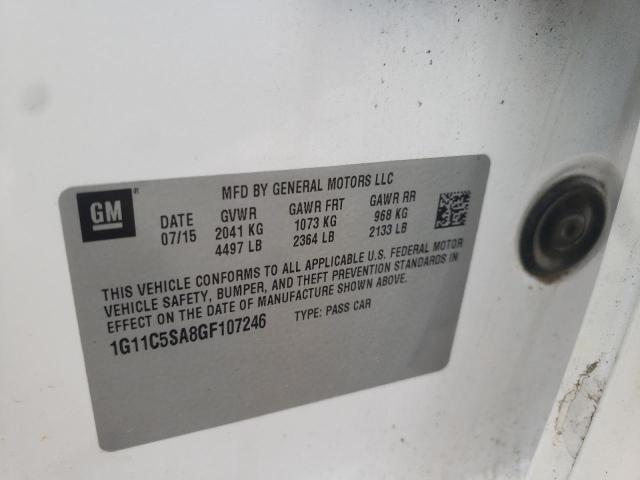 MFD BY GENERAL MOTORS LLC
GM®
DATE GVWR GAWR FRT GAWR RR
07/15 2041 KG 1073 KG 968 KG
4497 LB 2364 LB 2133 LB
THIS VEHICLE CONFORMS TO ALL APPLICABLE U.S. FEDERAL MOTOR
VEHICLE SAFETY, BUMPER, AND THEFT PREVENTION STANDARDS IN
EFFECT ON THE DATE OF MANUFACTURE SHOWN ABOVE.
1G11C5SA8GF107246 TYPE: PASS CAR